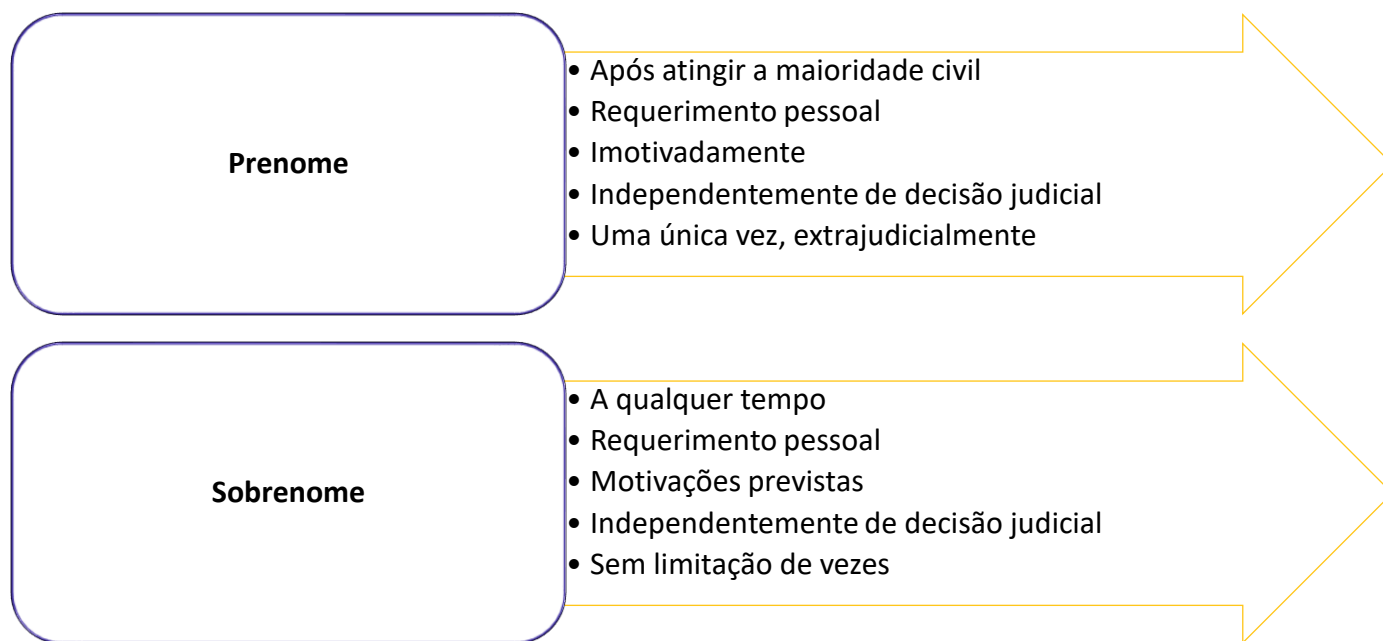 Prenome
• Após atingir a maioridade civil
• Requerimento pessoal
• Imotivadamente
• Independentemente de decisão judicial
• Uma única vez, extrajudicialmente
Sobrenome
• A qualquer tempo
• Requerimento pessoal
• Motivações previstas
• Independentemente de decisão judicial
• Sem limitação de vezes